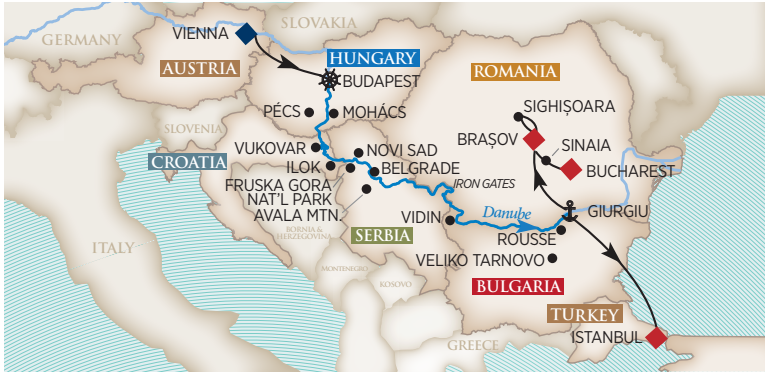 SLOVAKIA
GERMANY
VIENNA
AUSTRIA
HUNGARY
BUDAPEST
ROMANIA
SIGHIȘOARA
PÉCS
MOHÁCS
SLOVENIA
BRAȘOV
SINAIA
VUKOVAR
NOVI SAD
CROATIA
ILOK
BELGRADE
BUCHAREST
FRUSKA GORA
NAT'L PARK
IRON GATES
AVALA MTN.
VIDIN
Danube
GIURGIU
BORNIA &
HERZEGOVINA
SERBIA
ROUSSE
ITALY
VELIKO TARNOVO
MONTENEGRO
KOSOVO
BULGARIA
TURKEY
ISTANBUL
GREECE